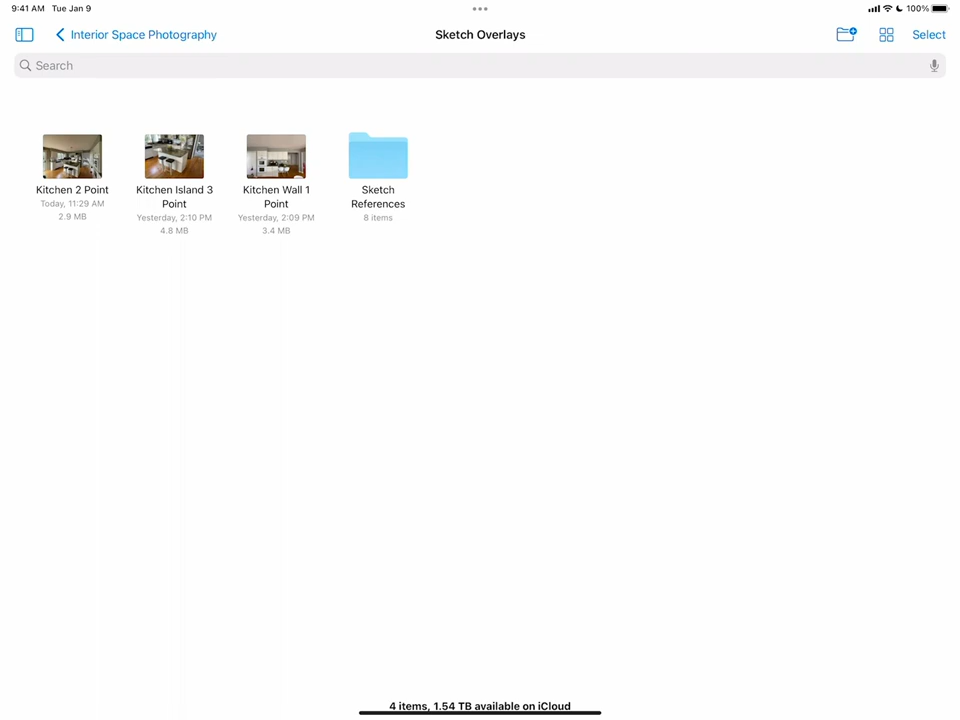 9:41 AM Tue Jan 9
100%
Interior Space Photography
Sketch Overlays
Select
Search
Kitchen 2 Point
Today, 11:29 AM
2.9 MB
Kitchen Island 3
Point
Yesterday, 2:10 PM
4.8 MB
Kitchen Wall 1
Point
Yesterday, 2:09 PM
3.4 MB
Sketch
References
8 items
4 items, 1.54 TB available on iCloud